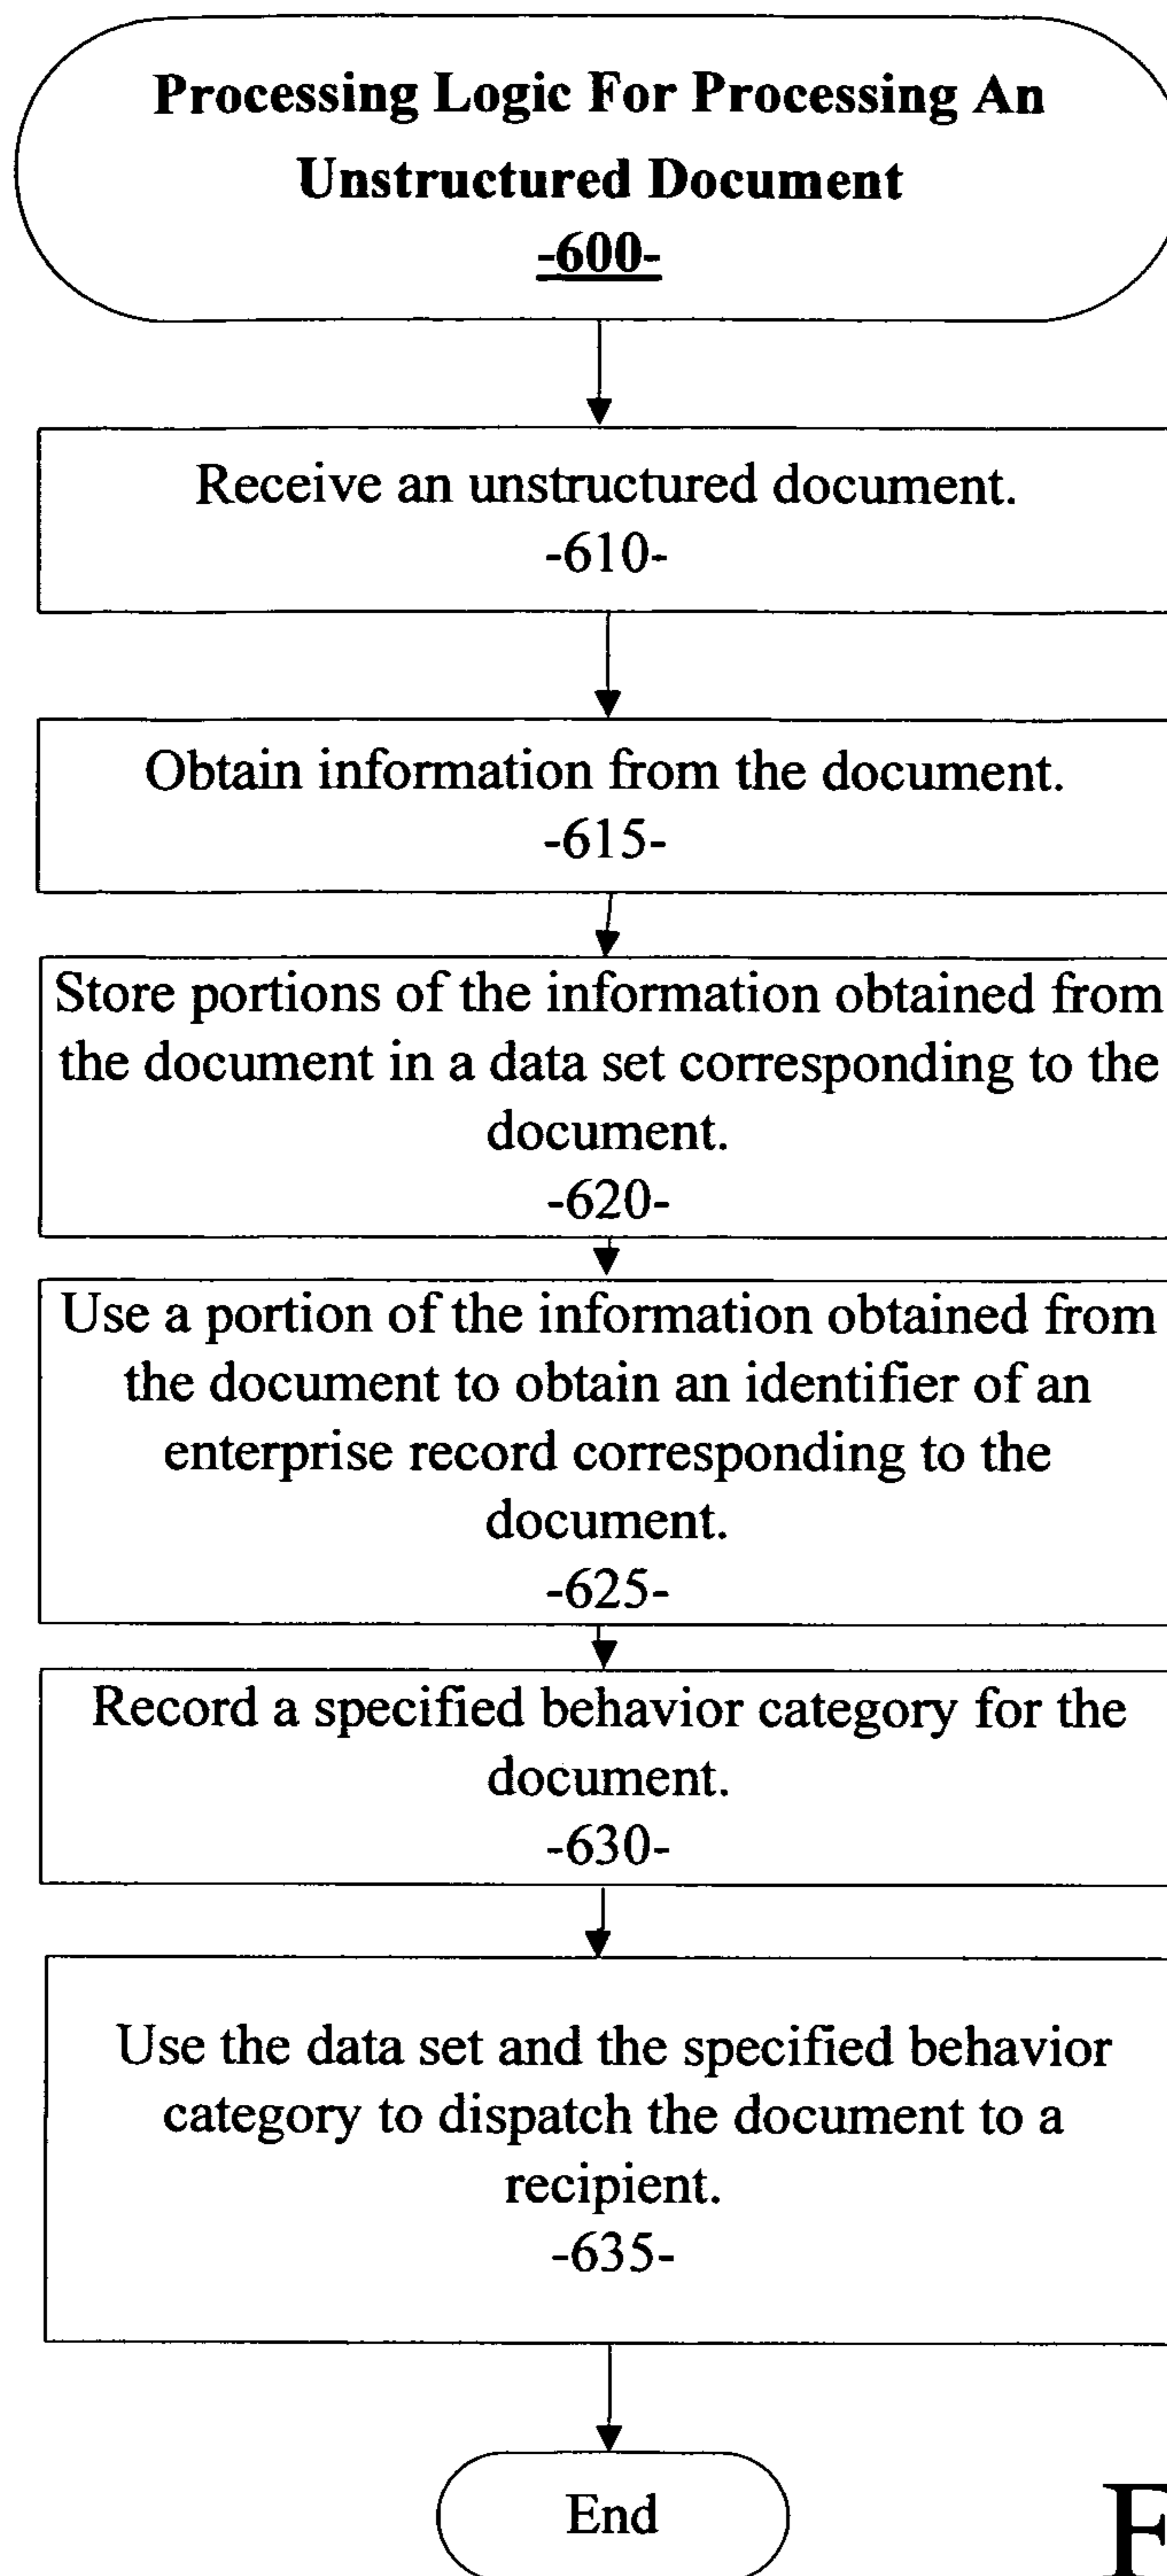 Processing Logic For Processing An
Unstructured Document
-600-
Receive an unstructured document.
-610-
Obtain information from the document.
-615-
Store portions of the information obtained from
the document in a data set corresponding to the
document.
-620-
Use a portion of the information obtained from
the document to obtain an identifier of an
enterprise record corresponding to the
document.
-625-
Record a specified behavior category for the
document.
-630-
Use the data set and the specified behavior
category to dispatch the document to a
recipient.
-635-
End
F